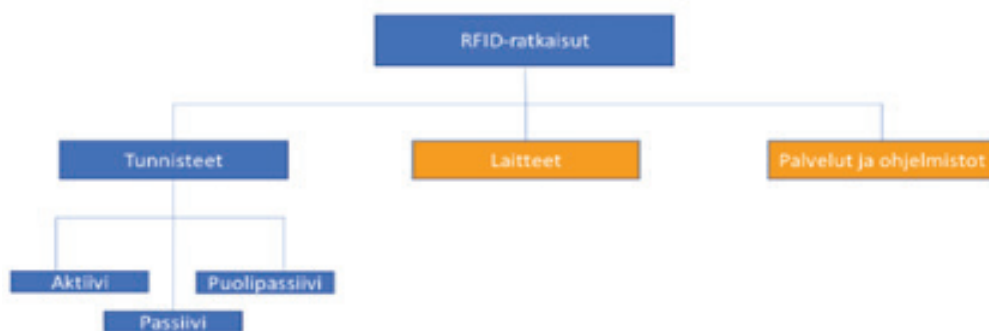 RFID-ratkaisut
Tunnisteet
Laitteet
Palvelut ja ohjelmistot
Aktiivi
Puolipassiivi
Passiivi